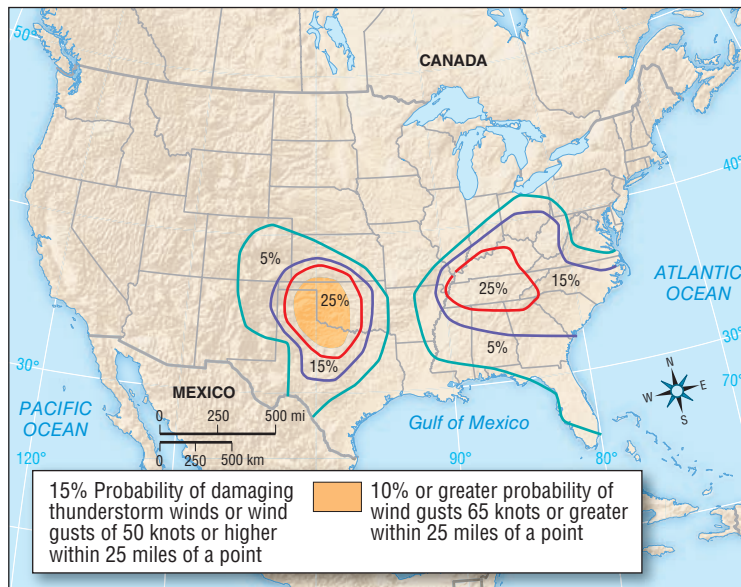 50°
CANADA
40°
5%
25%
15%
15%
25%
ATLANTIC
OCEAN
5%
30°
30°
70°
N
W
E
S
MEXICO
PACIFIC
OCEAN
0 250 500 mi
0 250 500 km
Gulf of Mexico
120°
90°
80°
15% Probability of damaging
thunderstorm winds or wind
gusts of 50 knots or higher
within 25 miles of a point
10% or greater probability of
wind gusts 65 knots or greater
within 25 miles of a point